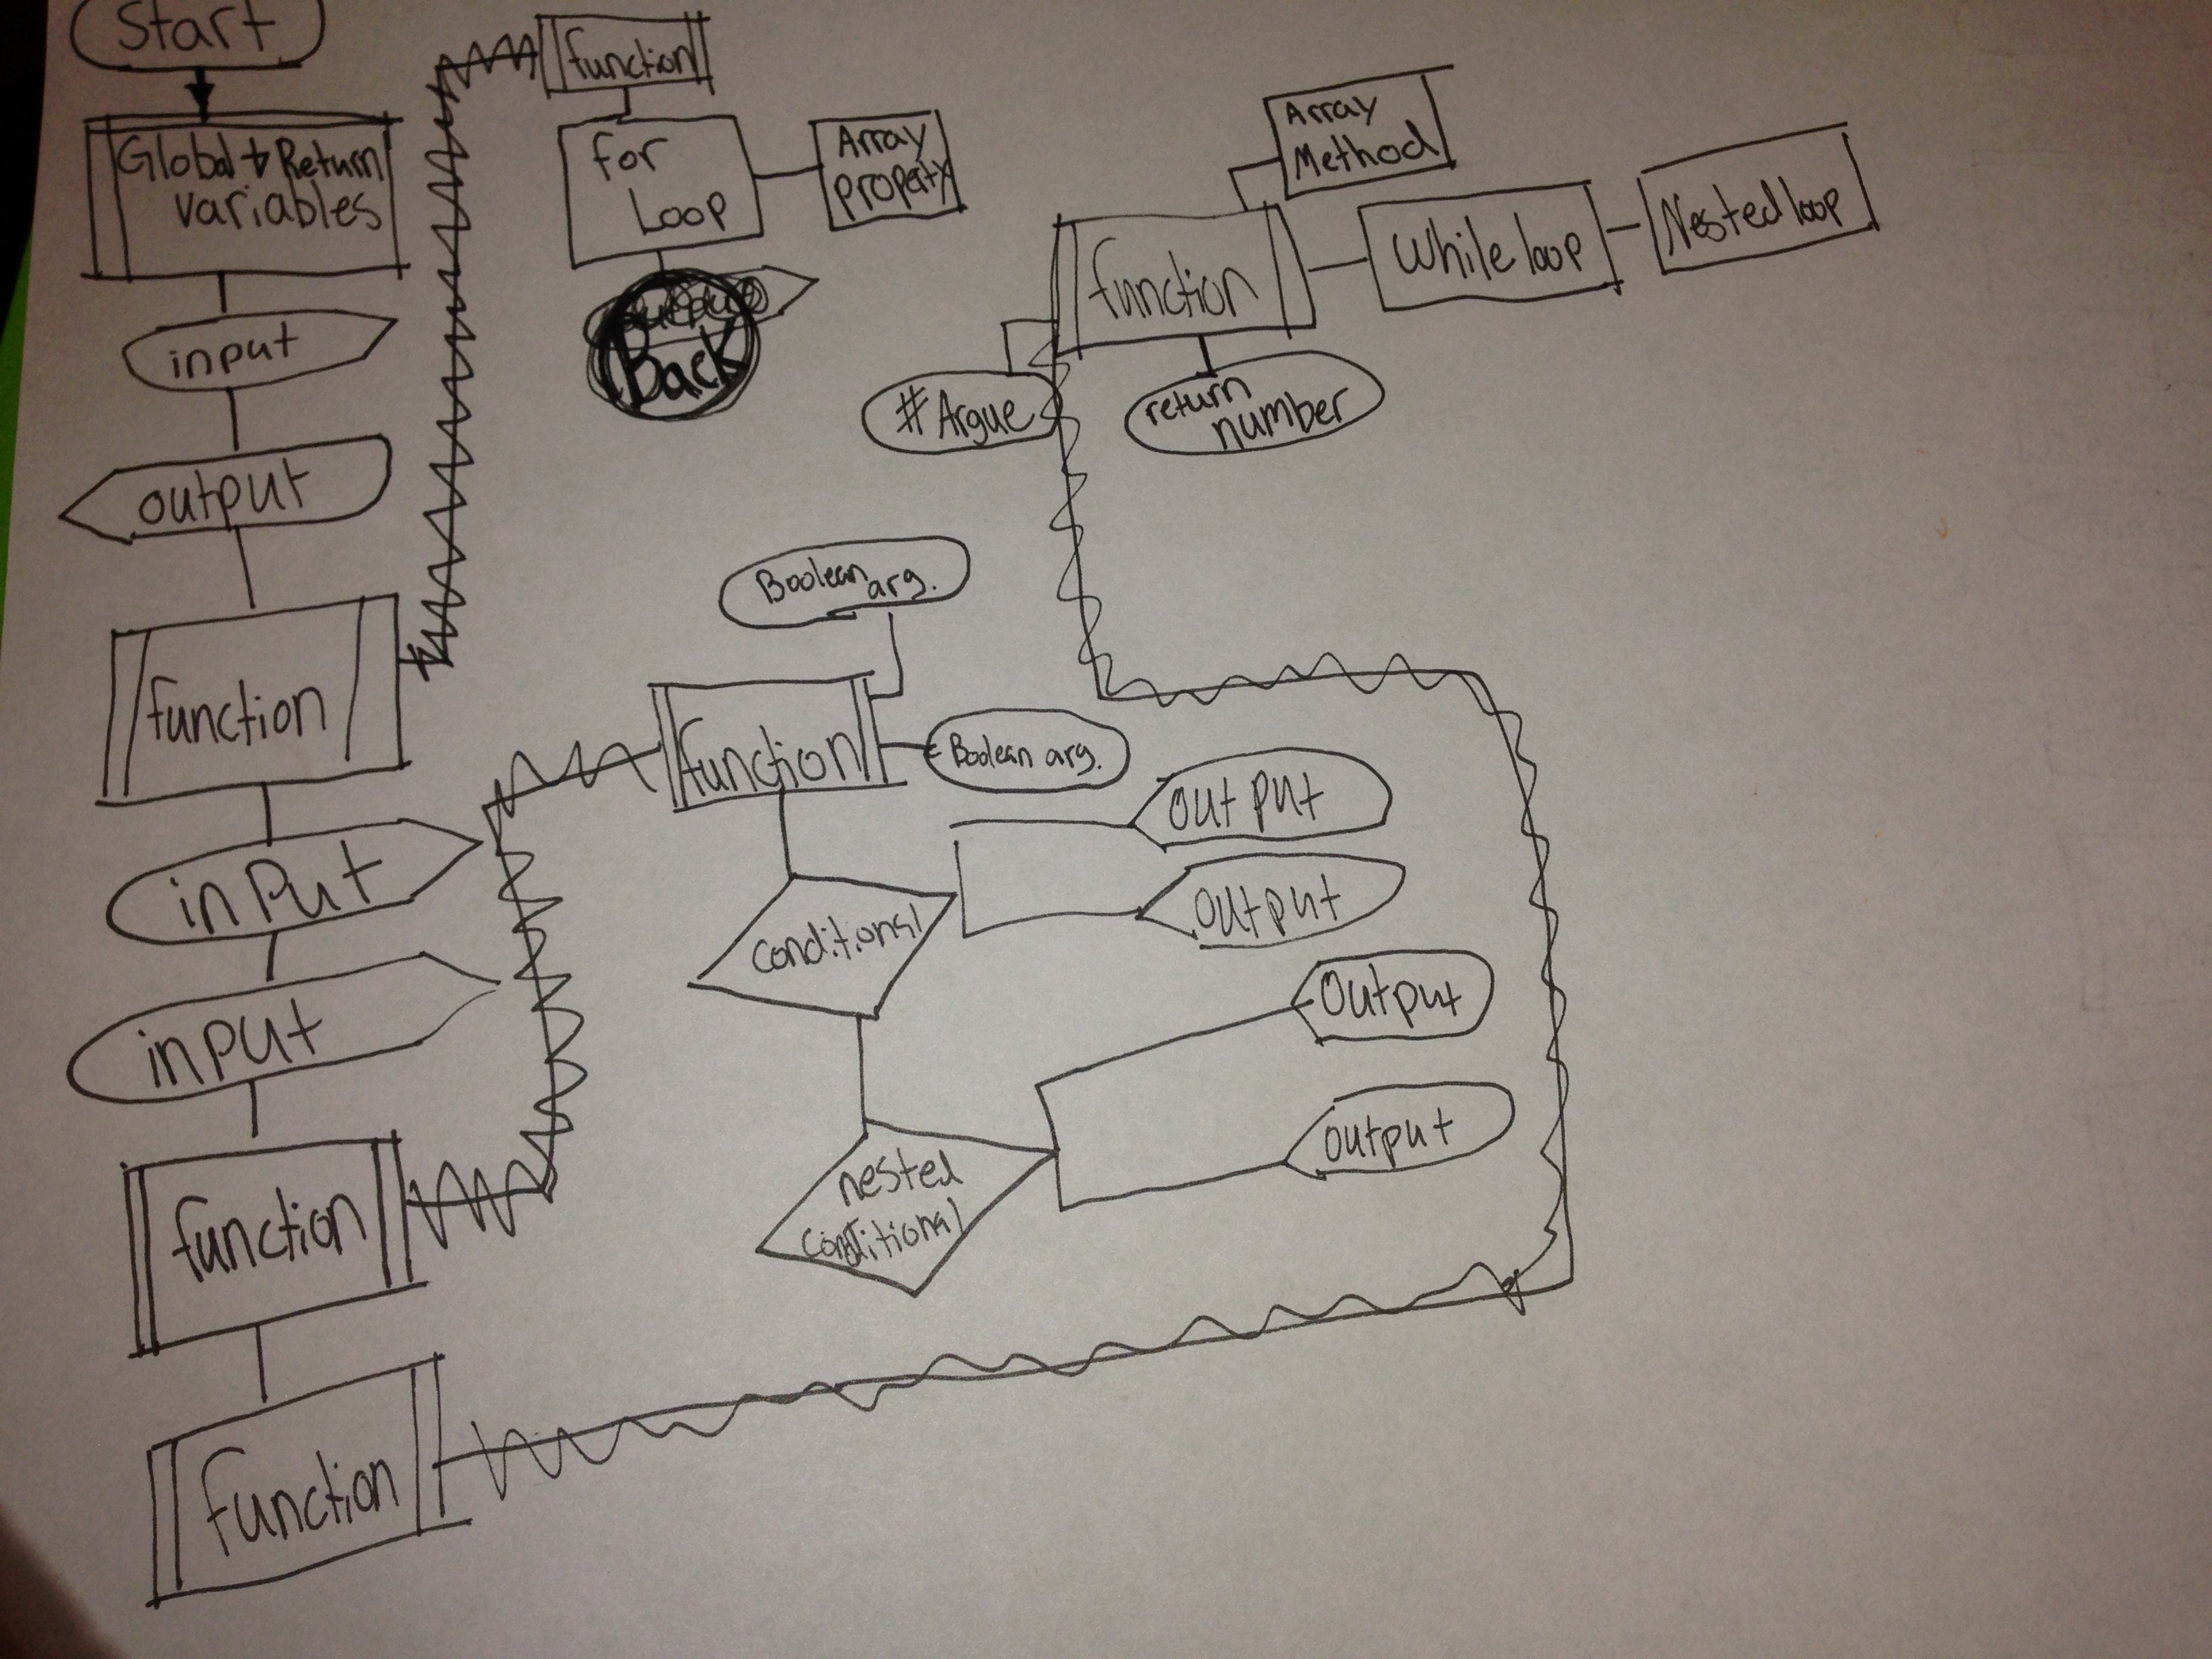 Start
Global + Return
Variables
input
output
function
input
input
function
function
function
for
Loop
Array
Property
Back
Boolean arg.
function
Boolean arg.
conditional
output
output
nested
conditional
output
output
# Argue
function
return
number
Array
Method
While loop
Nested loop